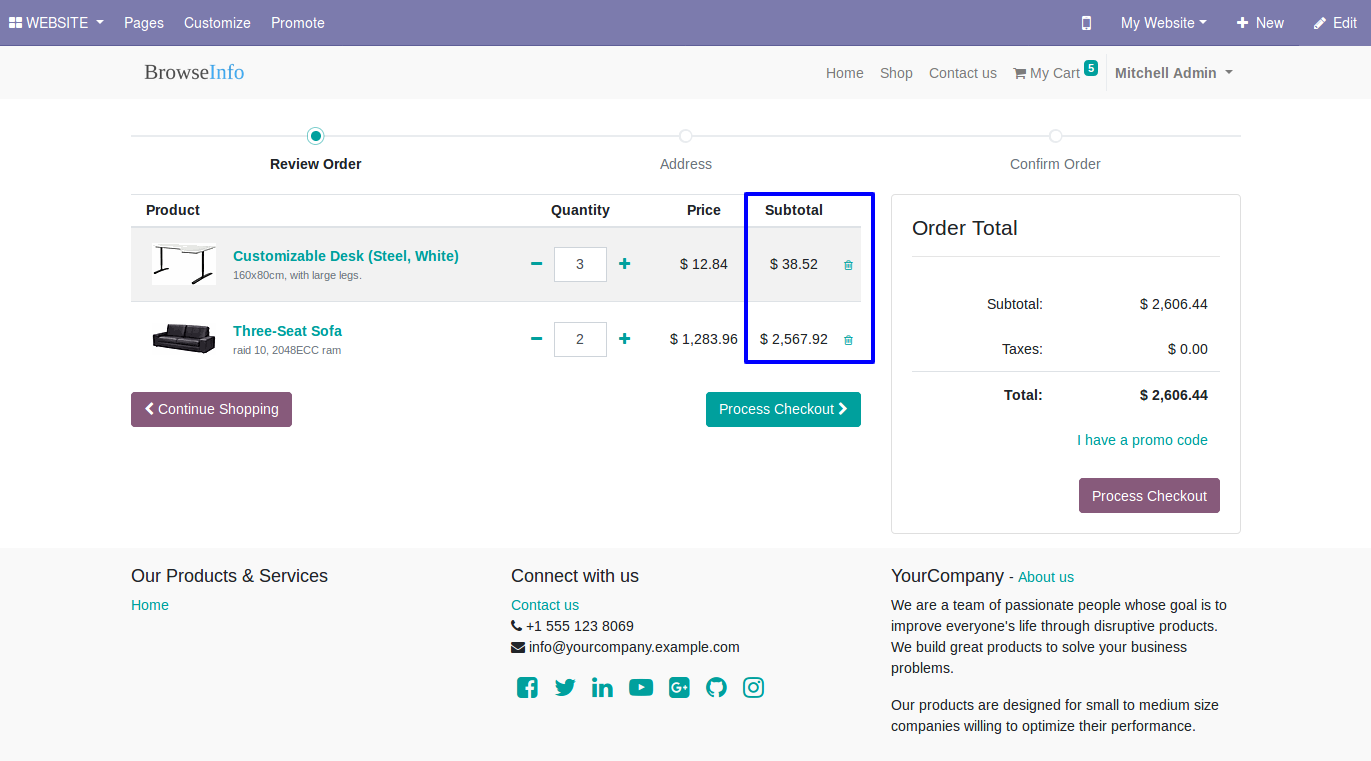 WEBSITE Pages Customize Promote My Website New Edit
BrowseInfo Home Shop Contact us My Cart 5 Mitchell Admin
Review Order Address Confirm Order
Product Quantity Price Subtotal
Customizable Desk (Steel, White) 3 $ 12.84 $ 38.52
160x80cm, with large legs.
Three-Seat Sofa 2 $ 1,283.96 $ 2,567.92
raid 10, 2048ECC ram
Continue Shopping Process Checkout
Order Total
Subtotal: $ 2,606.44
Taxes: $ 0.00
Total: $ 2,606.44
I have a promo code
Process Checkout
Our Products & Services
Home
Connect with us
Contact us
+1 555 123 8069
info@yourcompany.example.com
YourCompany - About us
We are a team of passionate people whose goal is to
improve everyone's life through disruptive products.
We build great products to solve your business
problems.
Our products are designed for small to medium size
companies willing to optimize their performance.